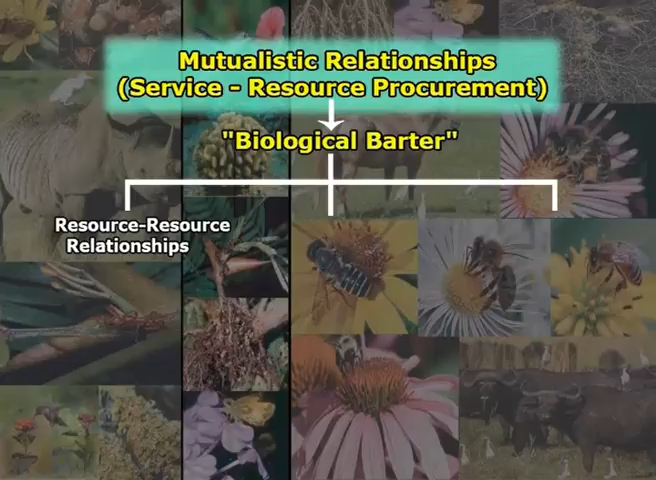 Mutualistic Relationships
(Service - Resource Procurement)
"Biological Barter"
Resource-Resource
Relationships